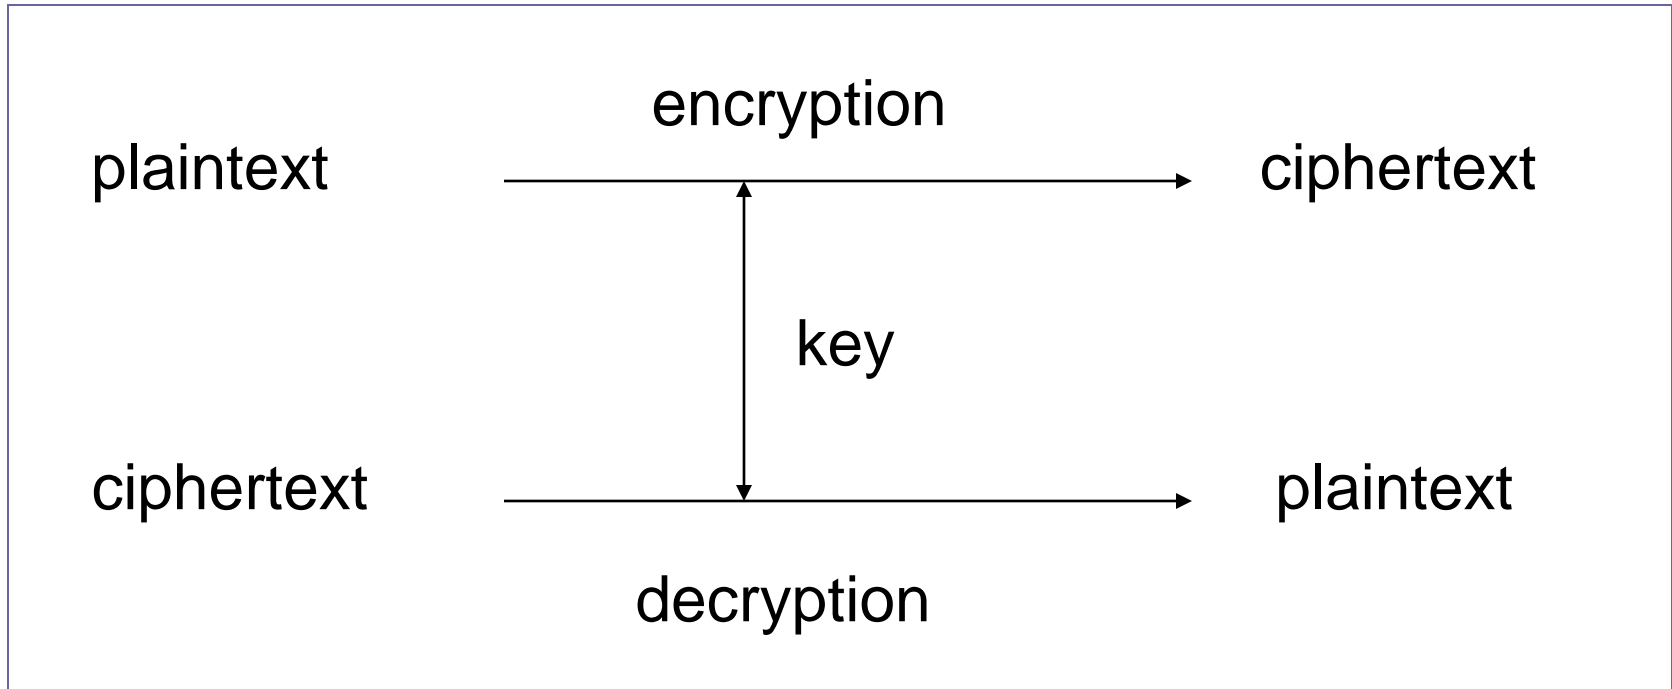 encryption
plaintext
ciphertext
key
ciphertext
plaintext
decryption